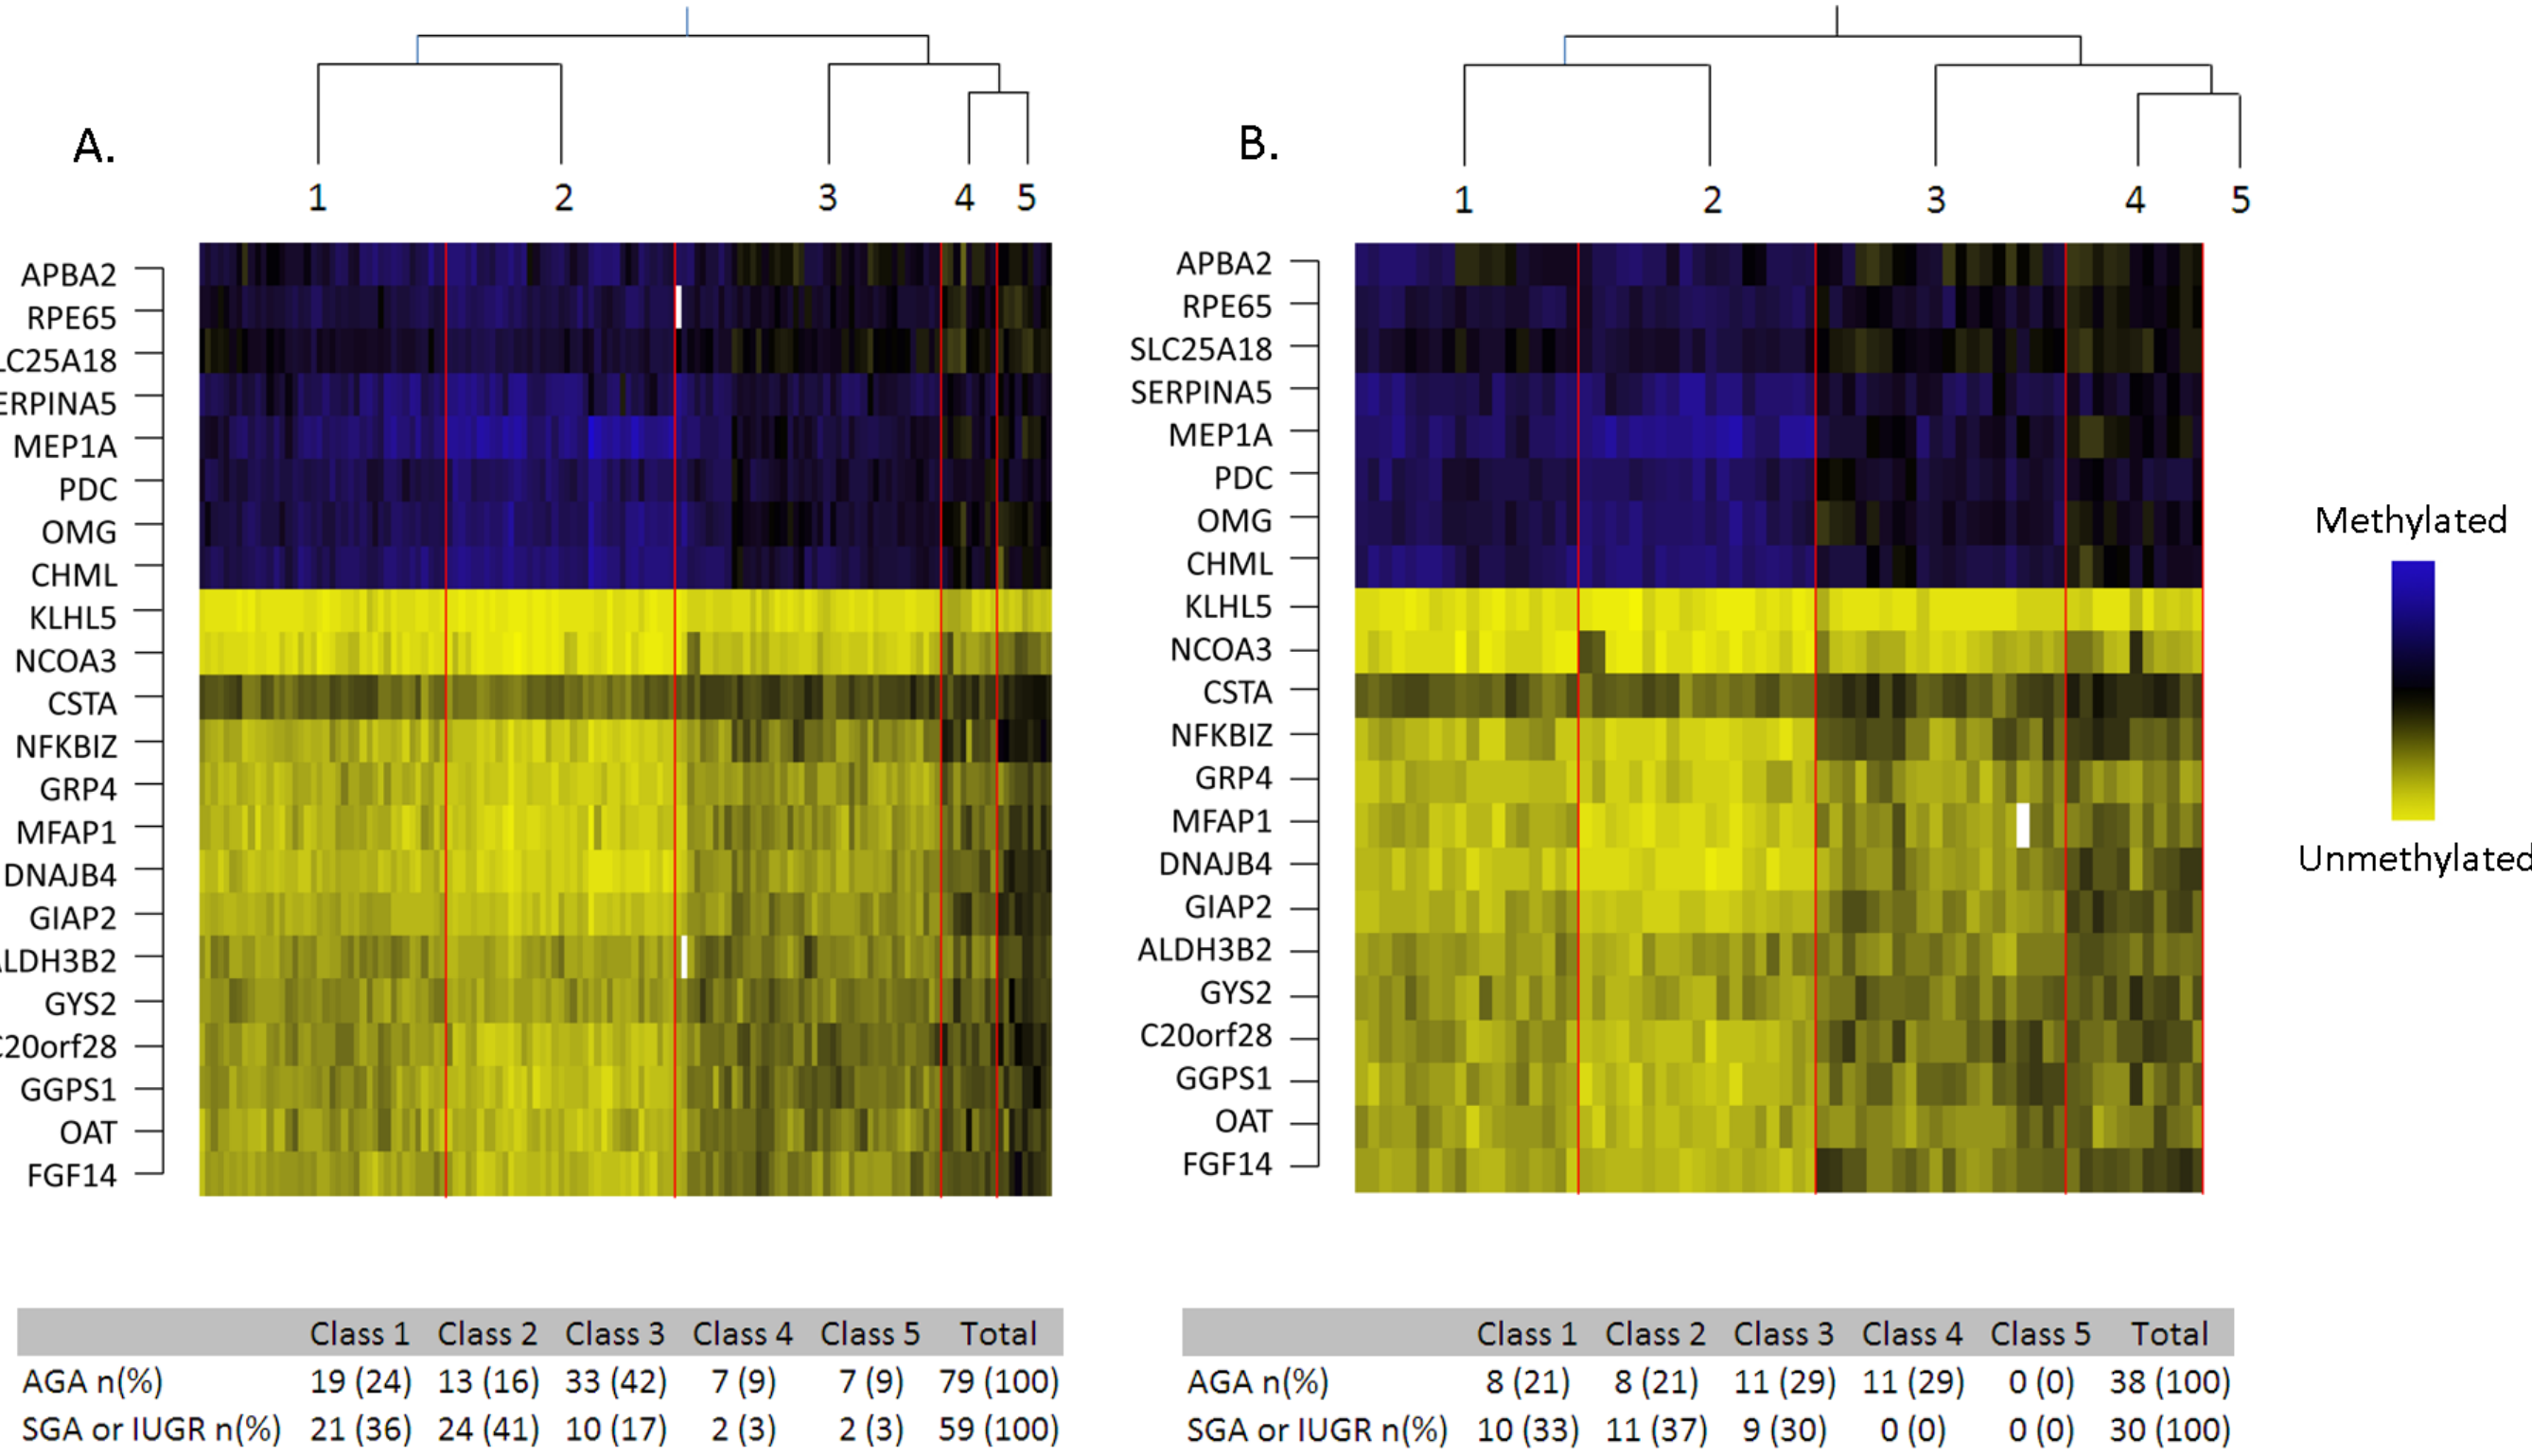 A.
1 2 3 4 5
APBA2
RPE65
LC25A18
ERPINA5
MEP1A
PDC
OMG
CHML
KLHL5
NCOA3
CSTA
NFKBIZ
GRP4
MFAP1
DNAJB4
GIAP2
LDH3B2
GYS2
C20orf28
GGPS1
OAT
FGF14
Class 1 Class 2 Class 3 Class 4 Class 5 Total
AGA n(%) 19 (24) 13 (16) 33 (42) 7 (9) 7 (9) 79 (100)
SGA or IUGR n(%) 21 (36) 24 (41) 10 (17) 2 (3) 2 (3) 59 (100)
B.
1 2 3 4 5
APBA2
RPE65
SLC25A18
SERPINA5
MEP1A
PDC
OMG
CHML
KLHL5
NCOA3
CSTA
NFKBIZ
GRP4
MFAP1
DNAJB4
GIAP2
ALDH3B2
GYS2
C20orf28
GGPS1
OAT
FGF14
Methylated
Unmethylated
Class 1 Class 2 Class 3 Class 4 Class 5 Total
AGA n(%) 8 (21) 8 (21) 11 (29) 11 (29) 0 (0) 38 (100)
SGA or IUGR n(%) 10 (33) 11 (37) 9 (30) 0 (0) 0 (0) 30 (100)